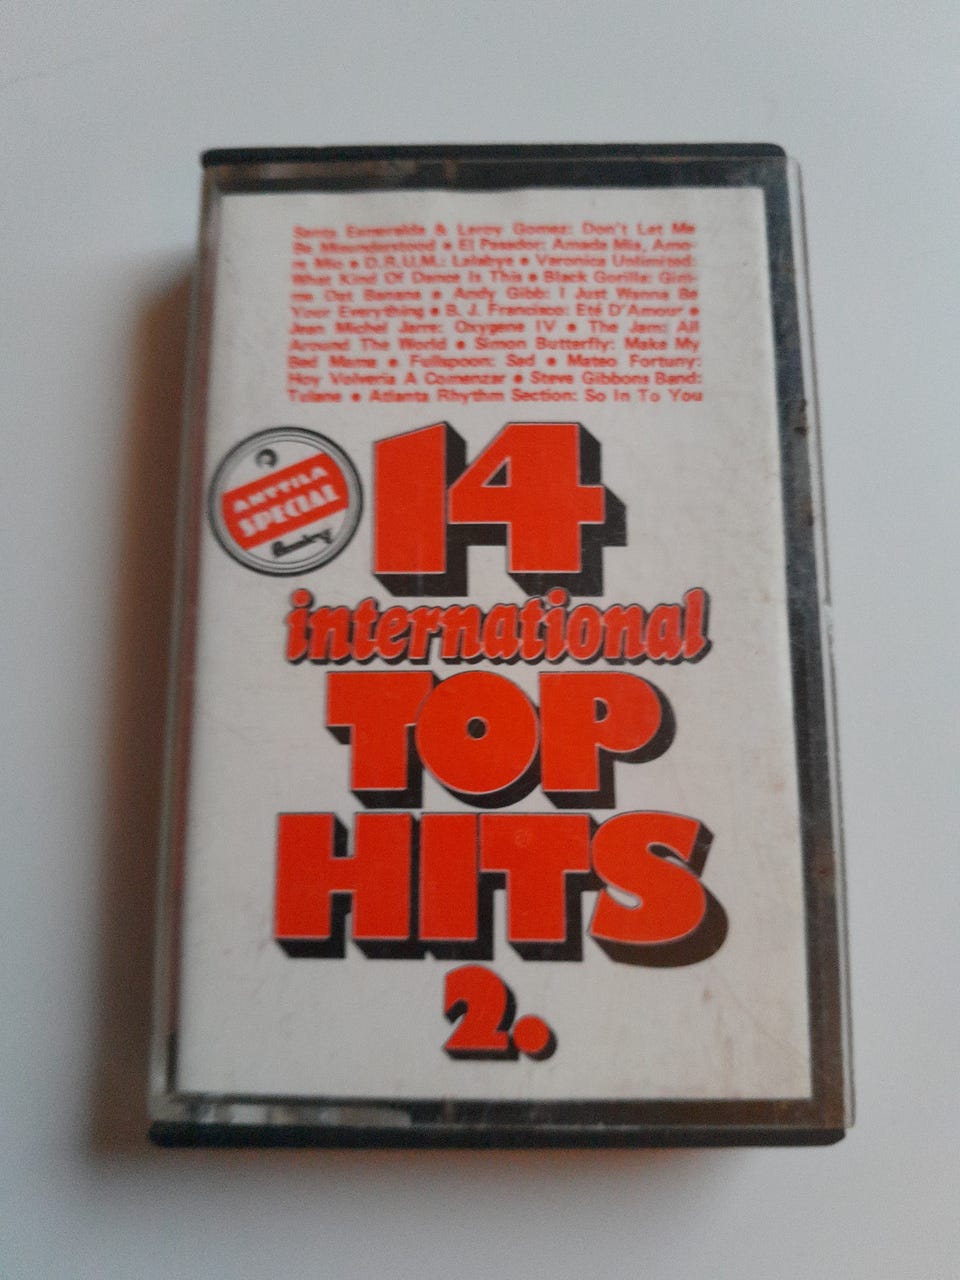 Santa Esmeralda & Leroy Gomez: Don't Let Me
Be Misunderstood • El Pasador: Amada Mia, Amo-
re Mio • D.R.U.M.: Lalabye • Veronica Unlimited:
What Kind Of Dance Is This • Black Gorilla: Gim-
me Dat Banana • Andy Gibb: I Just Wanna Be
Your Everything • B. J. Francisco: Eté D'Amour •
Jean Michel Jarre: Oxygene IV • The Jam: All
Around The World • Simon Butterfly: Make My
Bed Mama • Fullspoon: Sad • Mateo Fortuny:
Hoy Volveria A Comenzar • Steve Gibbons Band:
Tulane • Atlanta Rhythm Section: So In To You
ANTTILA
SPECIAL
14
international
TOP
HITS
2.